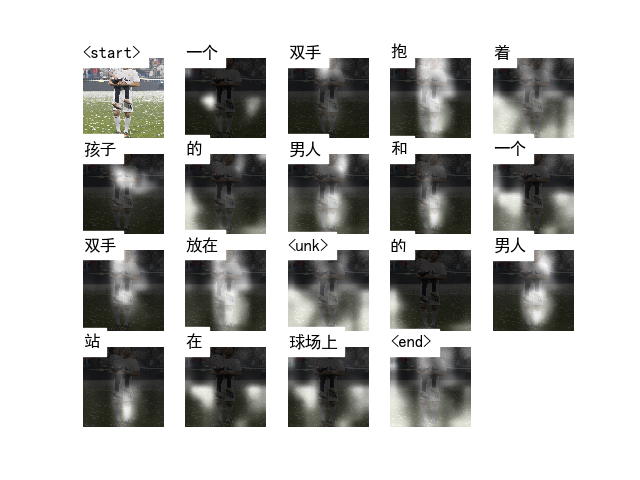 <start> 一个 双手 抱 着
孩子 的 男人 和 一个
双手 放在 <unk> 的 男人
站 在 球场上 <end>